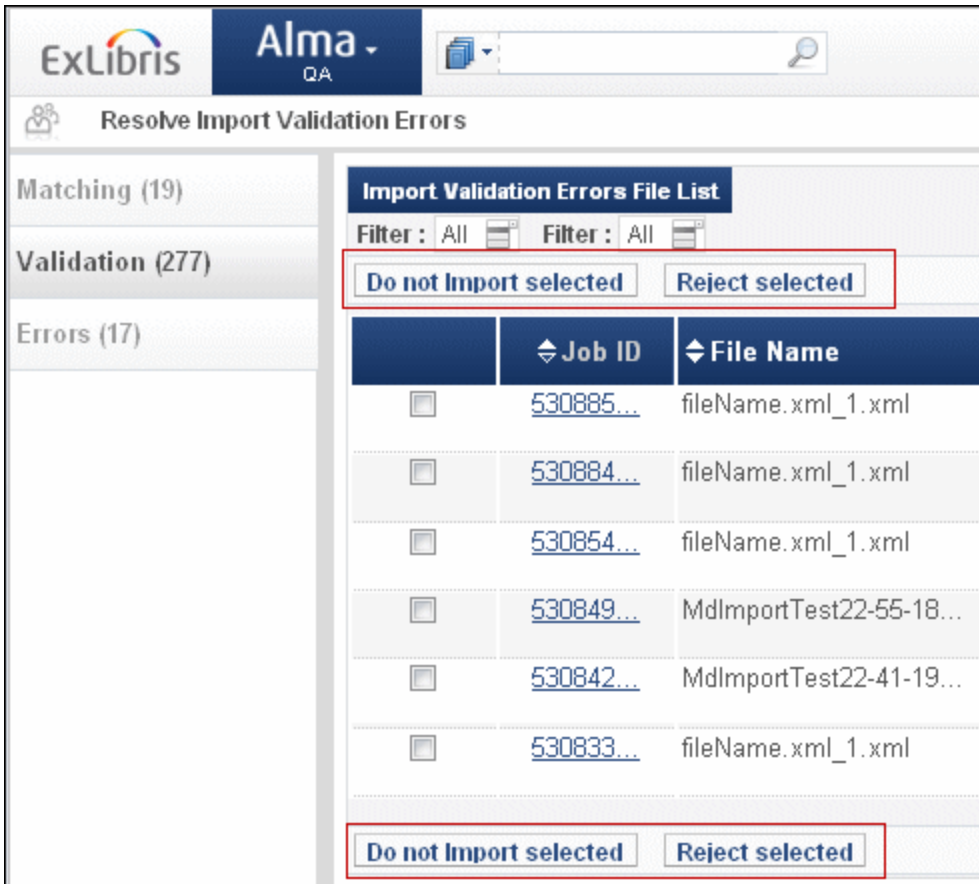 ExLibris Alma
QA
Resolve Import Validation Errors
Matching (19)
Validation (277)
Errors (17)
Import Validation Errors File List
Filter : All Filter : All
Do not Import selected Reject selected
Job ID File Name
530885... fileName.xml_1.xml
530884... fileName.xml_1.xml
530854... fileName.xml_1.xml
530849... MdImportTest22-55-18...
530842... MdImportTest22-41-19...
530833... fileName.xml_1.xml
Do not Import selected Reject selected